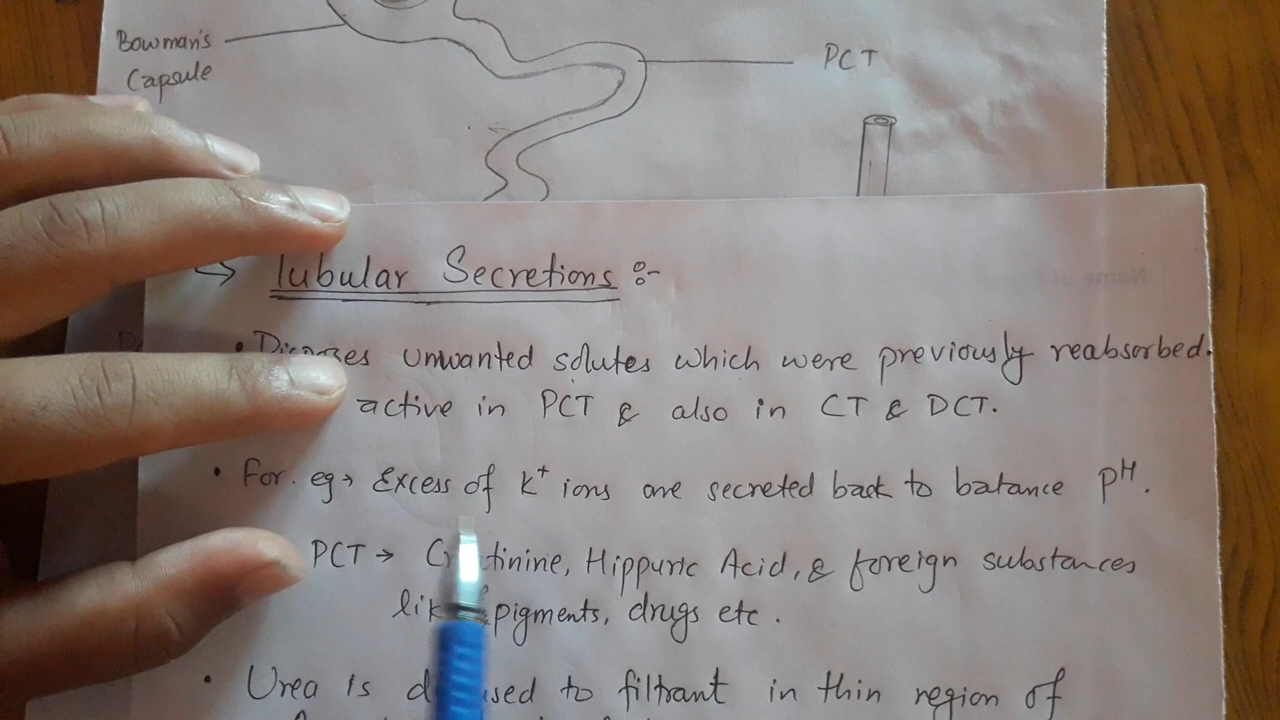 Bowman's
Capsule
PCT
→ Tubular Secretions :-
• Disposes unwanted solutes which were previously reabsorbed.
active in PCT & also in CT & DCT.
• For. eg → Excess of K+ ions are secreted back to balance pH.
PCT → Hippuric Acid, & foreign substances
pigments, drugs etc.
• Urea is to filtrant in thin region of